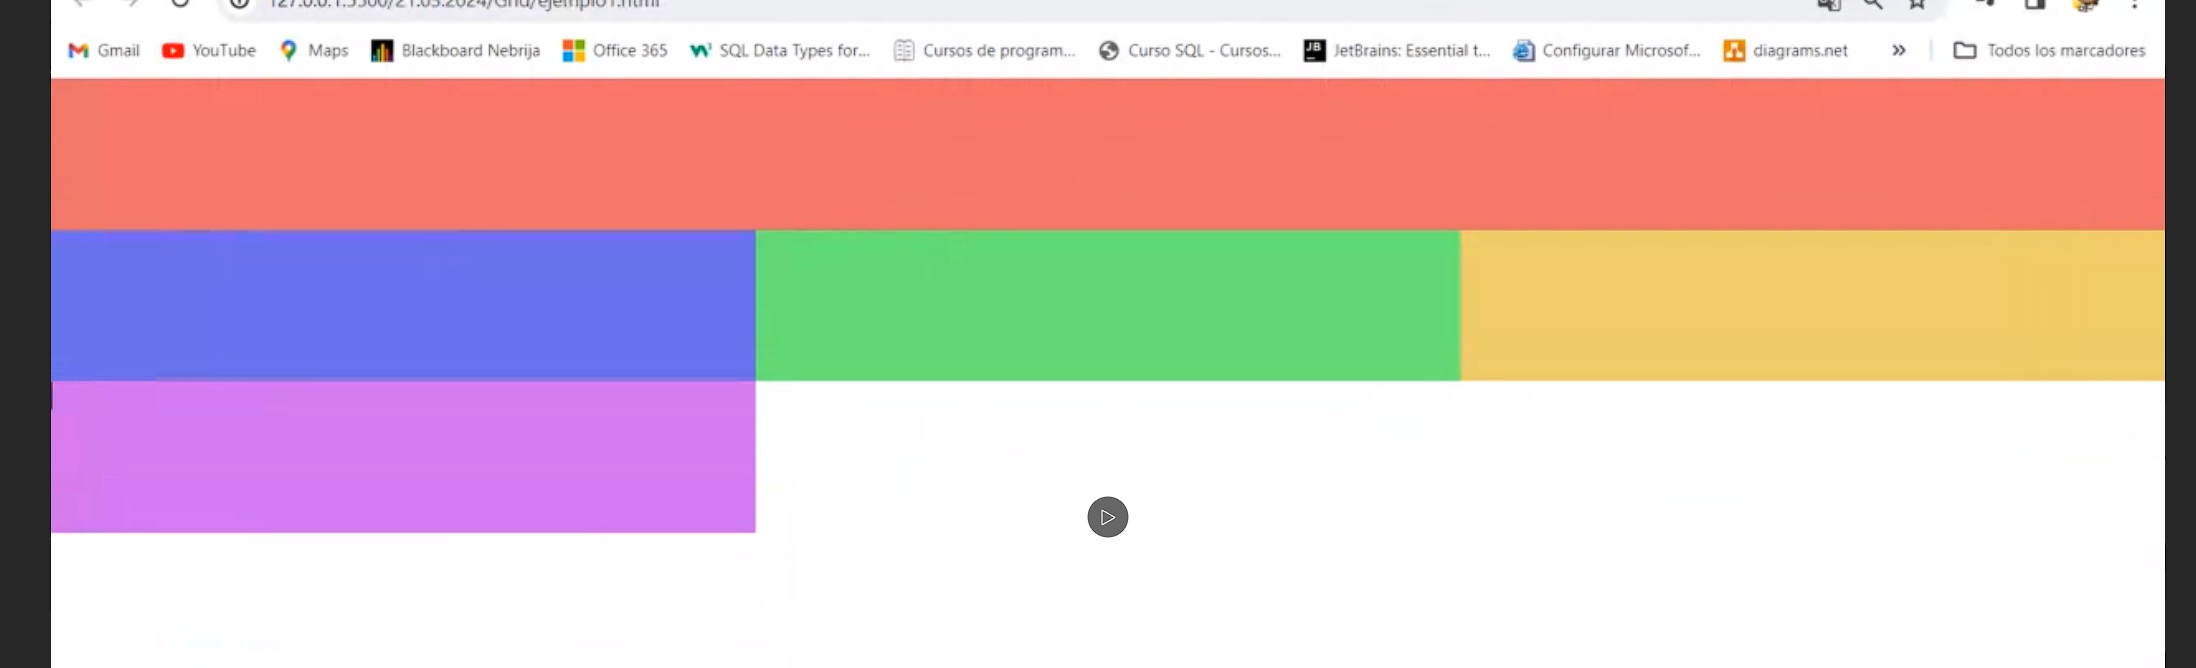 127.0.0.1:5500/21.05.2024/Grid/ejemplo1.html
Gmail YouTube Maps Blackboard Nebrija Office 365 SQL Data Types for... Cursos de program... Curso SQL - Cursos... JB JetBrains: Essential t... Configurar Microsof... diagrams.net » Todos los marcadores